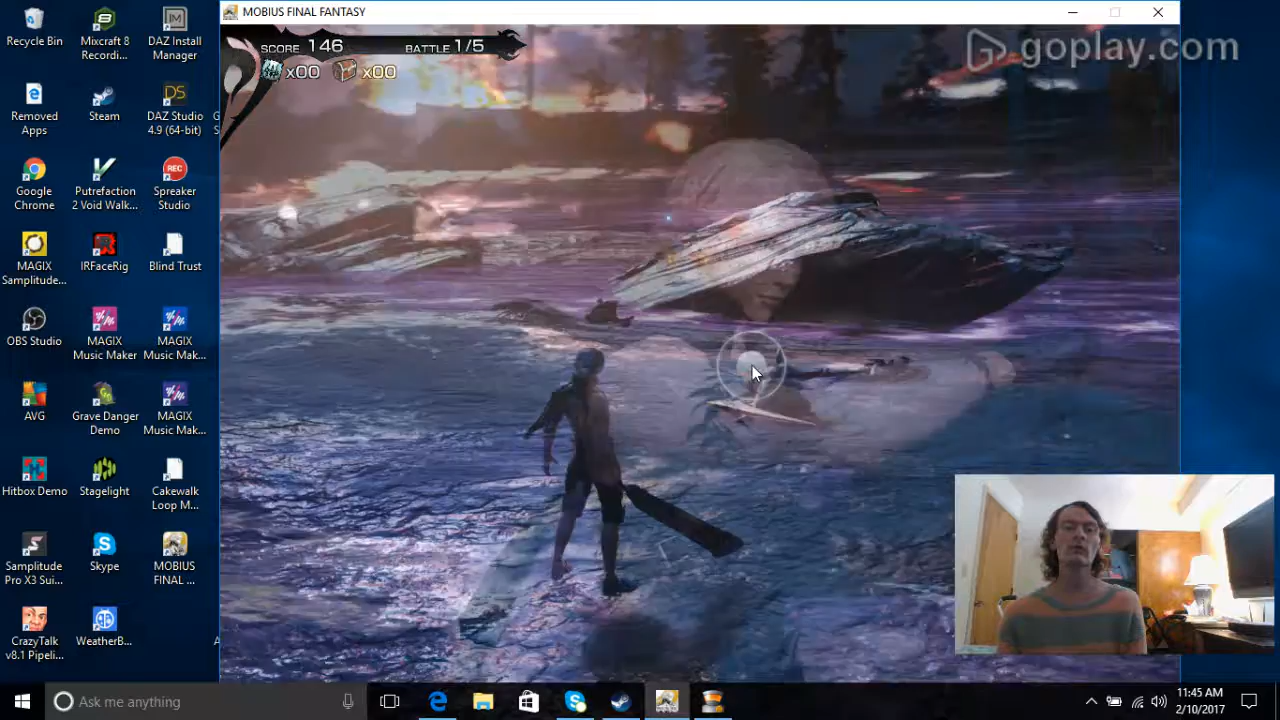 MOBIUS FINAL FANTASY
SCORE 146
BATTLE 1/5
x00 x00
goplay.com
Recycle Bin
Mixcraft 8 Recordi...
DAZ Install Manager
Removed Apps
Steam
DAZ Studio 4.9 (64-bit)
Google Chrome
Putrefaction 2 Void Walk...
Spreaker Studio
REC
MAGIX Samplitude...
IRFaceRig
Blind Trust
OBS Studio
MAGIX Music Maker
MAGIX Music Mak...
AVG
Grave Danger Demo
MAGIX Music Mak...
Hitbox Demo
Stagelight
Cakewalk Loop M...
Samplitude Pro X3 Sui...
Skype
MOBIUS FINAL ...
CrazyTalk v8.1 Pipeli...
WeatherB...
Ask me anything
11:45 AM
2/10/2017